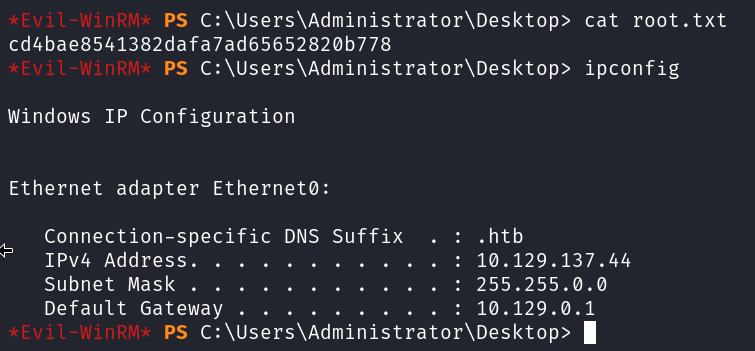 *Evil-WinRM* PS C:\Users\Administrator\Desktop> cat root.txt
cd4bae8541382dafa7ad65652820b778
*Evil-WinRM* PS C:\Users\Administrator\Desktop> ipconfig
Windows IP Configuration
Ethernet adapter Ethernet0:
Connection-specific DNS Suffix  . : .htb
IPv4 Address. . . . . . . . . . . : 10.129.137.44
Subnet Mask . . . . . . . . . . . : 255.255.0.0
Default Gateway . . . . . . . . . : 10.129.0.1
*Evil-WinRM* PS C:\Users\Administrator\Desktop>